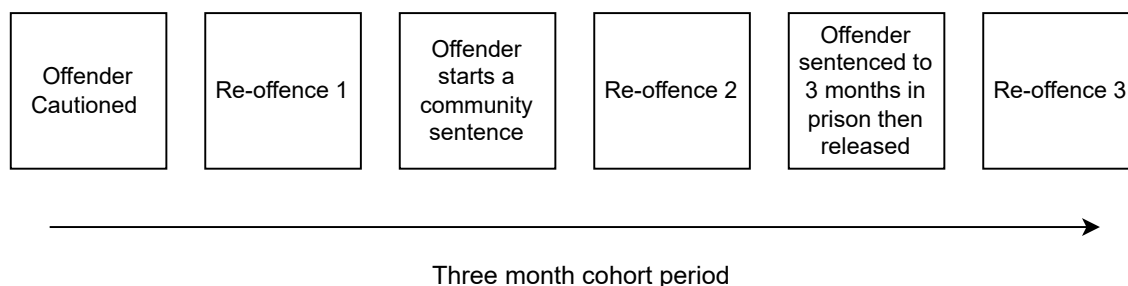 Offender
Cautioned
Re-offence 1
Offender
starts a
community
sentence
Re-offence 2
Offender
sentenced to
3 months in
prison then
released
Re-offence 3
Three month cohort period